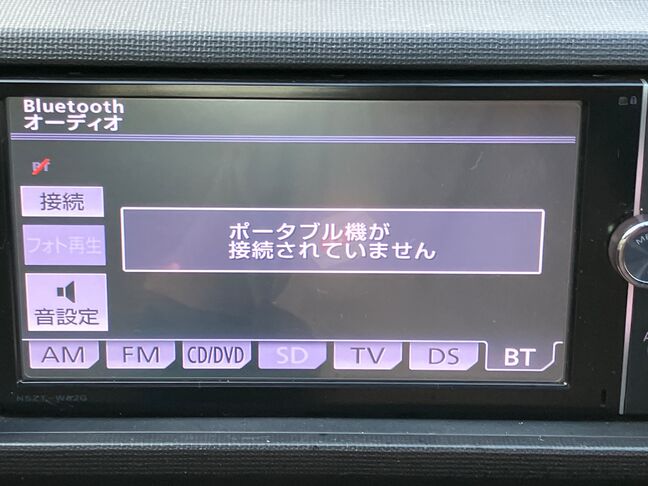 Bluetooth
オーディオ
接続
ポータブル機が
接続されていません
フォト再生
音設定
AM FM CD/DVD SD TV DS BT